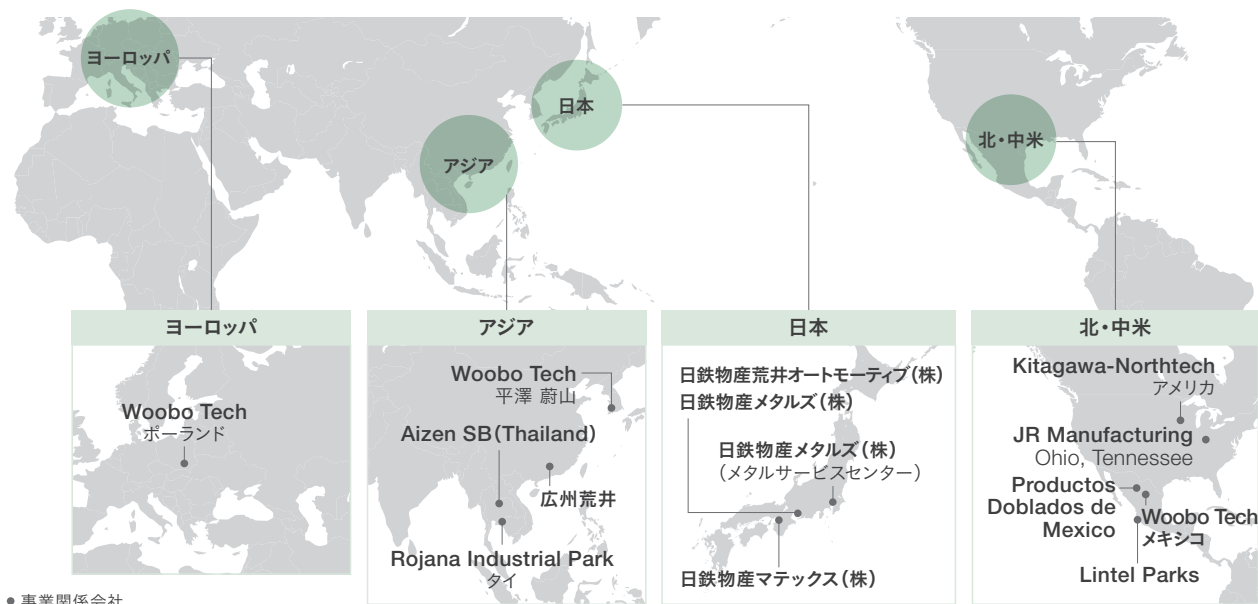 ヨーロッパ
アジア
日本
北・中米
ヨーロッパ
Woobo Tech
ポーランド
アジア
Woobo Tech
平澤 蔚山
Aizen SB(Thailand)
広州荒井
Rojana Industrial Park
タイ
日本
日鉄物産荒井オートモーティブ(株)
日鉄物産メタルズ(株)
日鉄物産メタルズ(株)
(メタルサービスセンター)
日鉄物産マテックス(株)
北・中米
Kitagawa-Northtech
アメリカ
JR Manufacturing
Ohio, Tennessee
Productos
Doblados de
Mexico
Woobo Tech
メキシコ
Lintel Parks
● 事業関係会社